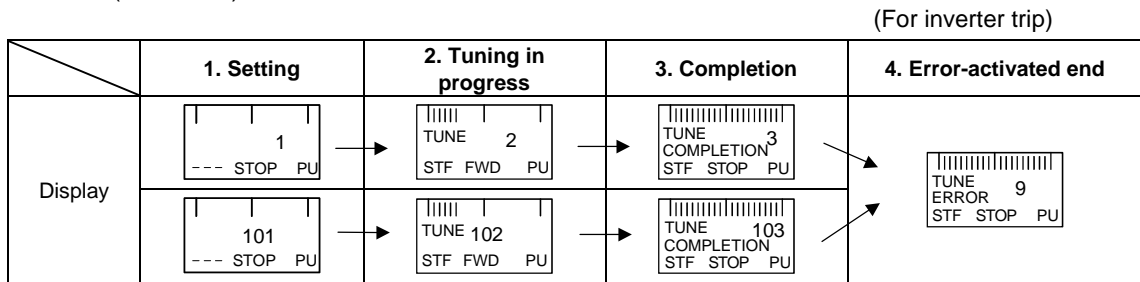 (For inverter trip)
1. Setting
2. Tuning in
progress
3. Completion
4. Error-activated end
Display
1
--- STOP PU
TUNE 2
STF FWD PU
TUNE 3
COMPLETION
STF STOP PU
TUNE
ERROR 9
STF STOP PU
101
--- STOP PU
TUNE 102
STF FWD PU
TUNE 103
COMPLETION
STF STOP PU